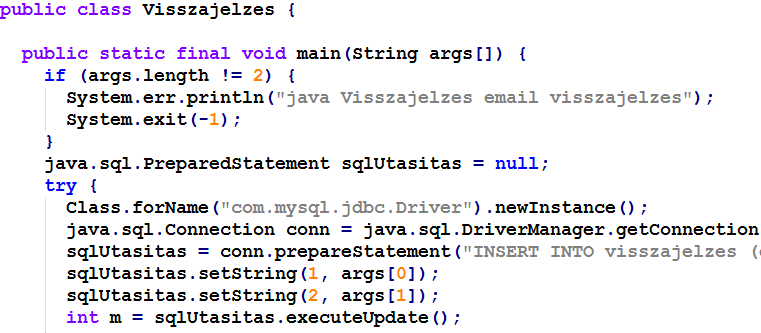 public class Visszajelzes {
public static final void main(String args[]) {
if (args.length != 2) {
System.err.println("java Visszajelzes email visszajelzes");
System.exit(-1);
}
java.sql.PreparedStatement sqlUtasitas = null;
try {
Class.forName("com.mysql.jdbc.Driver").newInstance();
java.sql.Connection conn = java.sql.DriverManager.getConnection
sqlUtasitas = conn.prepareStatement("INSERT INTO visszajelzes (
sqlUtasitas.setString(1, args[0]);
sqlUtasitas.setString(2, args[1]);
int m = sqlUtasitas.executeUpdate();